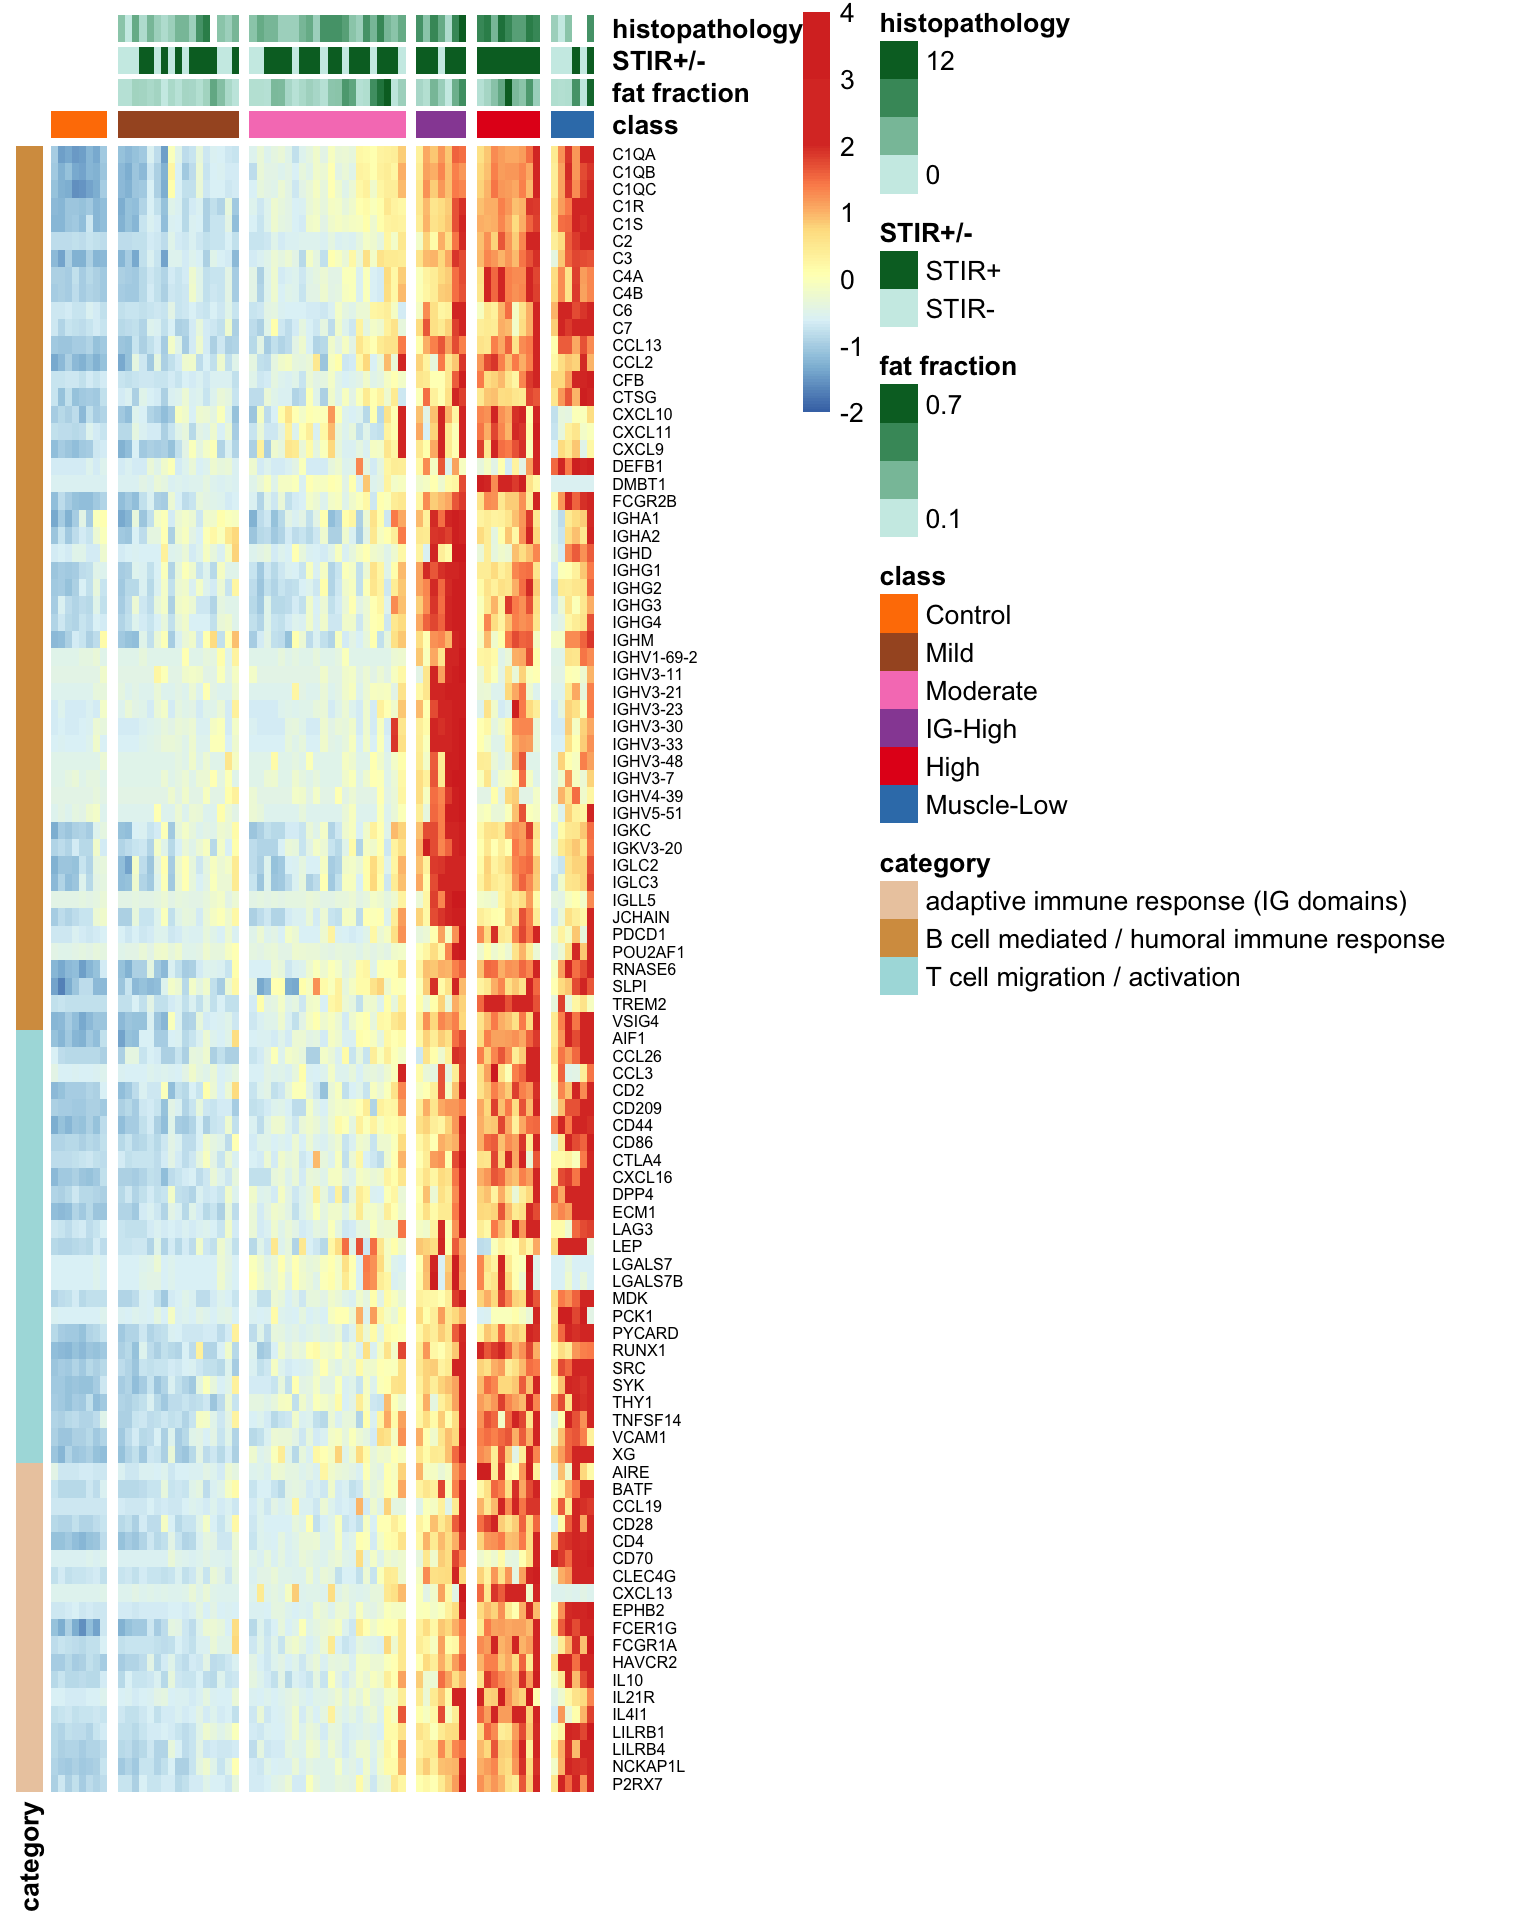 histopathology
STIR+/-
fat fraction
class
C1QA
C1QB
C1QC
C1R
C1S
C2
C3
C4A
C4B
C6
C7
CCL13
CCL2
CFB
CTSG
CXCL10
CXCL11
CXCL9
DEFB1
DMBT1
FCGR2B
IGHA1
IGHA2
IGHD
IGHG1
IGHG2
IGHG3
IGHG4
IGHM
IGHV1-69-2
IGHV3-11
IGHV3-21
IGHV3-23
IGHV3-30
IGHV3-33
IGHV3-48
IGHV3-7
IGHV4-39
IGHV5-51
IGKC
IGKV3-20
IGLC2
IGLC3
IGLL5
JCHAIN
PDCD1
POU2AF1
RNASE6
SLPI
TREM2
VSIG4
AIF1
CCL26
CCL3
CD2
CD209
CD44
CD86
CTLA4
CXCL16
DPP4
ECM1
LAG3
LEP
LGALS7
LGALS7B
MDK
PCK1
PYCARD
RUNX1
SRC
SYK
THY1
TNFSF14
VCAM1
XG
AIRE
BATF
CCL19
CD28
CD4
CD70
CLEC4G
CXCL13
EPHB2
FCER1G
FCGR1A
HAVCR2
IL10
IL21R
IL4I1
LILRB1
LILRB4
NCKAP1L
P2RX7
category
4
3
2
1
0
-1
-2
histopathology
12
0
STIR+/-
STIR+
STIR-
fat fraction
0.7
0.1
class
Control
Mild
Moderate
IG-High
High
Muscle-Low
category
adaptive immune response (IG domains)
B cell mediated / humoral immune response
T cell migration / activation